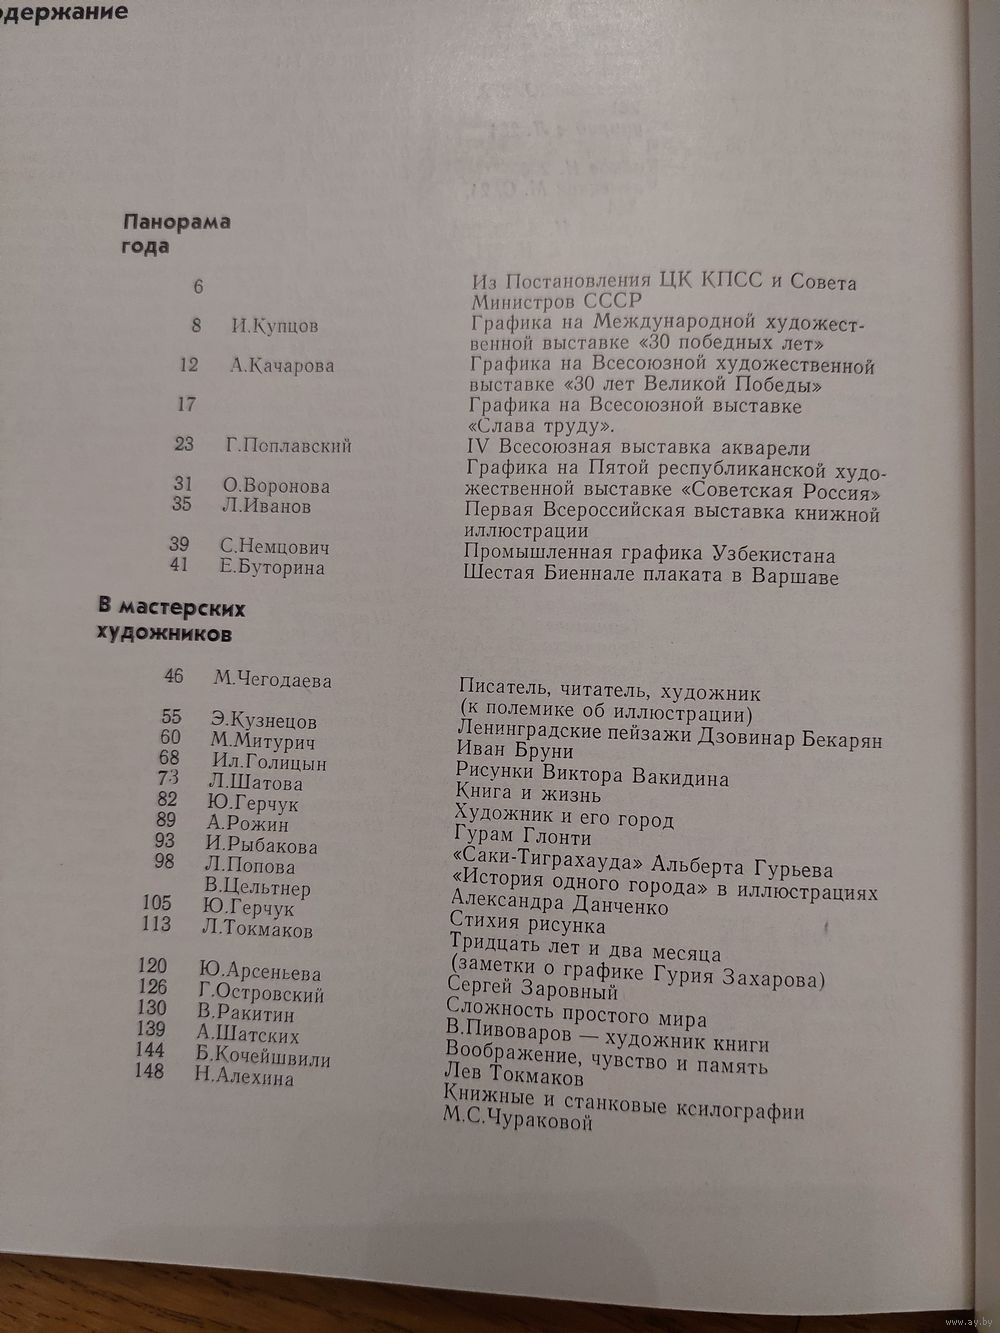 одержание
Панорама
года
6 Из Постановления ЦК КПСС и Совета
Министров СССР
8 И.Купцов Графика на Международной художест-
венной выставке «30 победных лет»
12 А.Качарова Графика на Всесоюзной художественной
выставке «30 лет Великой Победы»
17 Графика на Всесоюзной выставке
«Слава труду».
23 Г.Поплавский IV Всесоюзная выставка акварели
Графика на Пятой республиканской худо-
31 О.Воронова жественной выставке «Советская Россия»
35 Л.Иванов Первая Всероссийская выставка книжной
иллюстрации
39 С.Немцович Промышленная графика Узбекистана
41 Е.Буторина Шестая Биеннале плаката в Варшаве
В мастерских
художников
46 М.Чегодаева Писатель, читатель, художник
(к полемике об иллюстрации)
55 Э.Кузнецов Ленинградские пейзажи Дзовинар Бекарян
60 М.Митурич Иван Бруни
68 Ил.Голицын Рисунки Виктора Вакидина
73 Л.Шатова Книга и жизнь
82 Ю.Герчук Художник и его город
89 А.Рожин Гурам Глонти
93 И.Рыбакова «Саки-Тиграхауда» Альберта Гурьева
98 Л.Попова «История одного города» в иллюстрациях
В.Цельтнер Александра Данченко
105 Ю.Герчук Стихия рисунка
113 Л.Токмаков Тридцать лет и два месяца
(заметки о графике Гурия Захарова)
120 Ю.Арсеньева Сергей Заровный
126 Г.Островский Сложность простого мира
130 В.Ракитин В.Пивоваров — художник книги
139 А.Шатских Воображение, чувство и память
144 Б.Кочейшвили Лев Токмаков
148 Н.Алехина Книжные и станковые ксилографии
М.С.Чураковой
www.ay.by